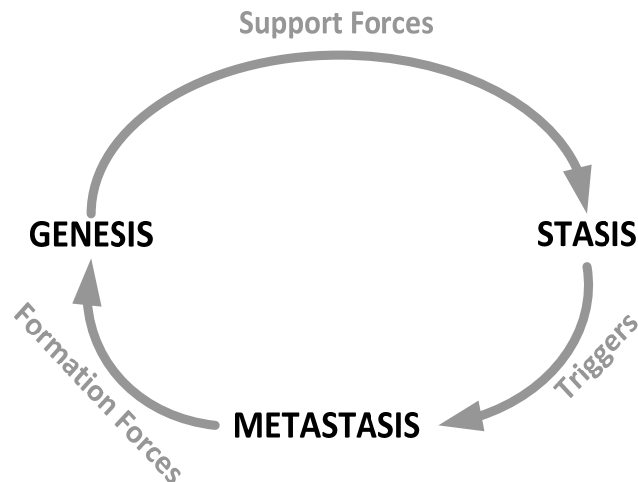 Support Forces
GENESIS
STASIS
Formation Forces
Triggers
METASTASIS